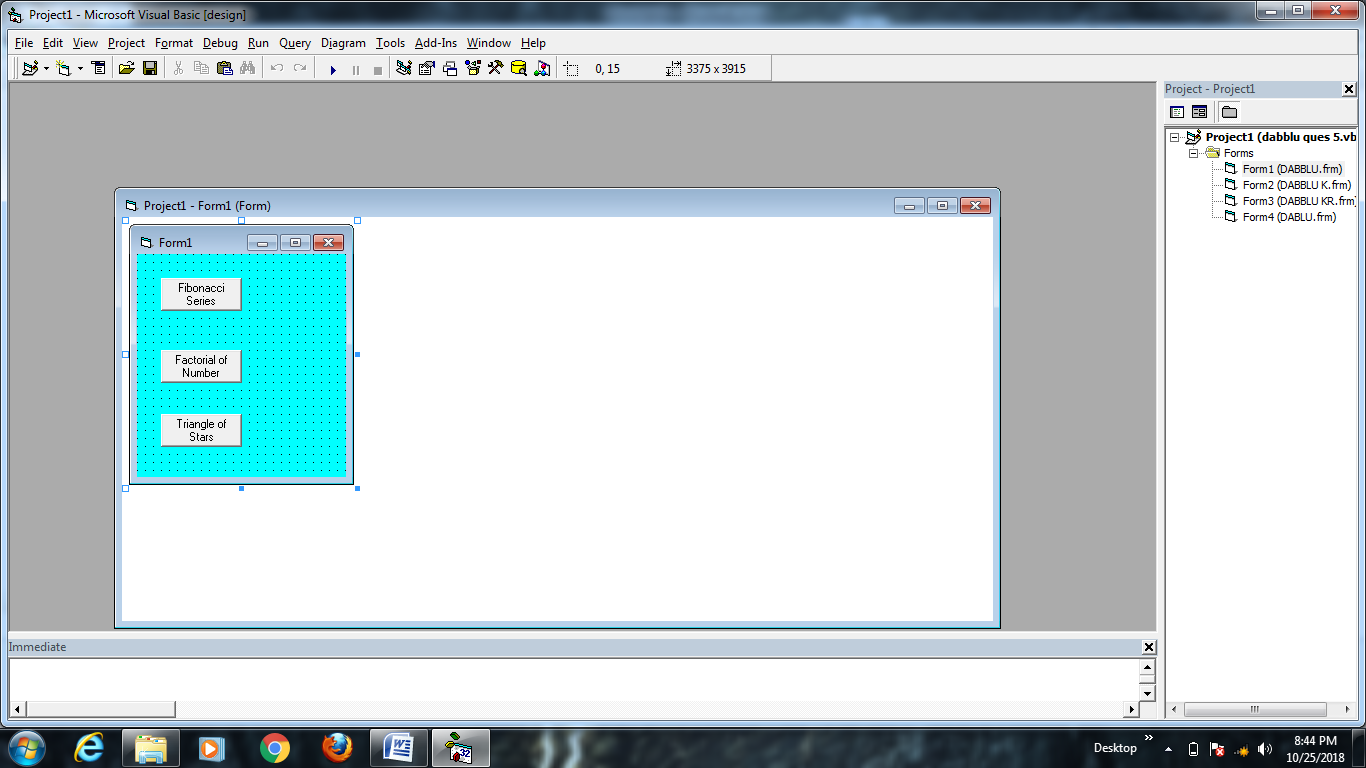 Project1 - Microsoft Visual Basic [design]
File Edit View Project Format Debug Run Query Diagram Tools Add-Ins Window Help
0, 15 3375 x 3915
Project - Project1
Project1 (dabblu ques 5.vb
Forms
Form1 (DABBLU.frm)
Form2 (DABBLU K.frm)
Form3 (DABBLU KR.frm)
Form4 (DABLU.frm)
Project1 - Form1 (Form)
Form1
Fibonacci
Series
Factorial of
Number
Triangle of
Stars
Immediate
Desktop
8:44 PM
10/25/2018